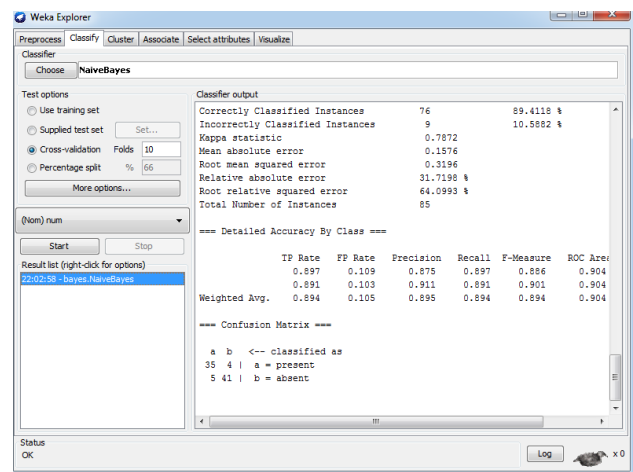 Weka Explorer
Preprocess Classify Cluster Associate Select attributes Visualize
Classifier
Choose NaiveBayes
Test options
Use training set
Supplied test set Set...
Cross-validation Folds 10
Percentage split % 66
More options...
(Nom) num
Start Stop
Result list (right-click for options)
22:02:58 - bayes.NaiveBayes
Classifier output
Correctly Classified Instances 76 89.4118 %
Incorrectly Classified Instances 9 10.5882 %
Kappa statistic 0.7872
Mean absolute error 0.1576
Root mean squared error 0.3196
Relative absolute error 31.7198 %
Root relative squared error 64.0993 %
Total Number of Instances 85
=== Detailed Accuracy By Class ===
TP Rate FP Rate Precision Recall F-Measure ROC Area
0.897 0.109 0.875 0.897 0.886 0.904
0.891 0.103 0.911 0.891 0.901 0.904
Weighted Avg. 0.894 0.105 0.895 0.894 0.894 0.904
=== Confusion Matrix ===
a b <-- classified as
35 4 | a = present
5 41 | b = absent
Status
OK
Log x 0